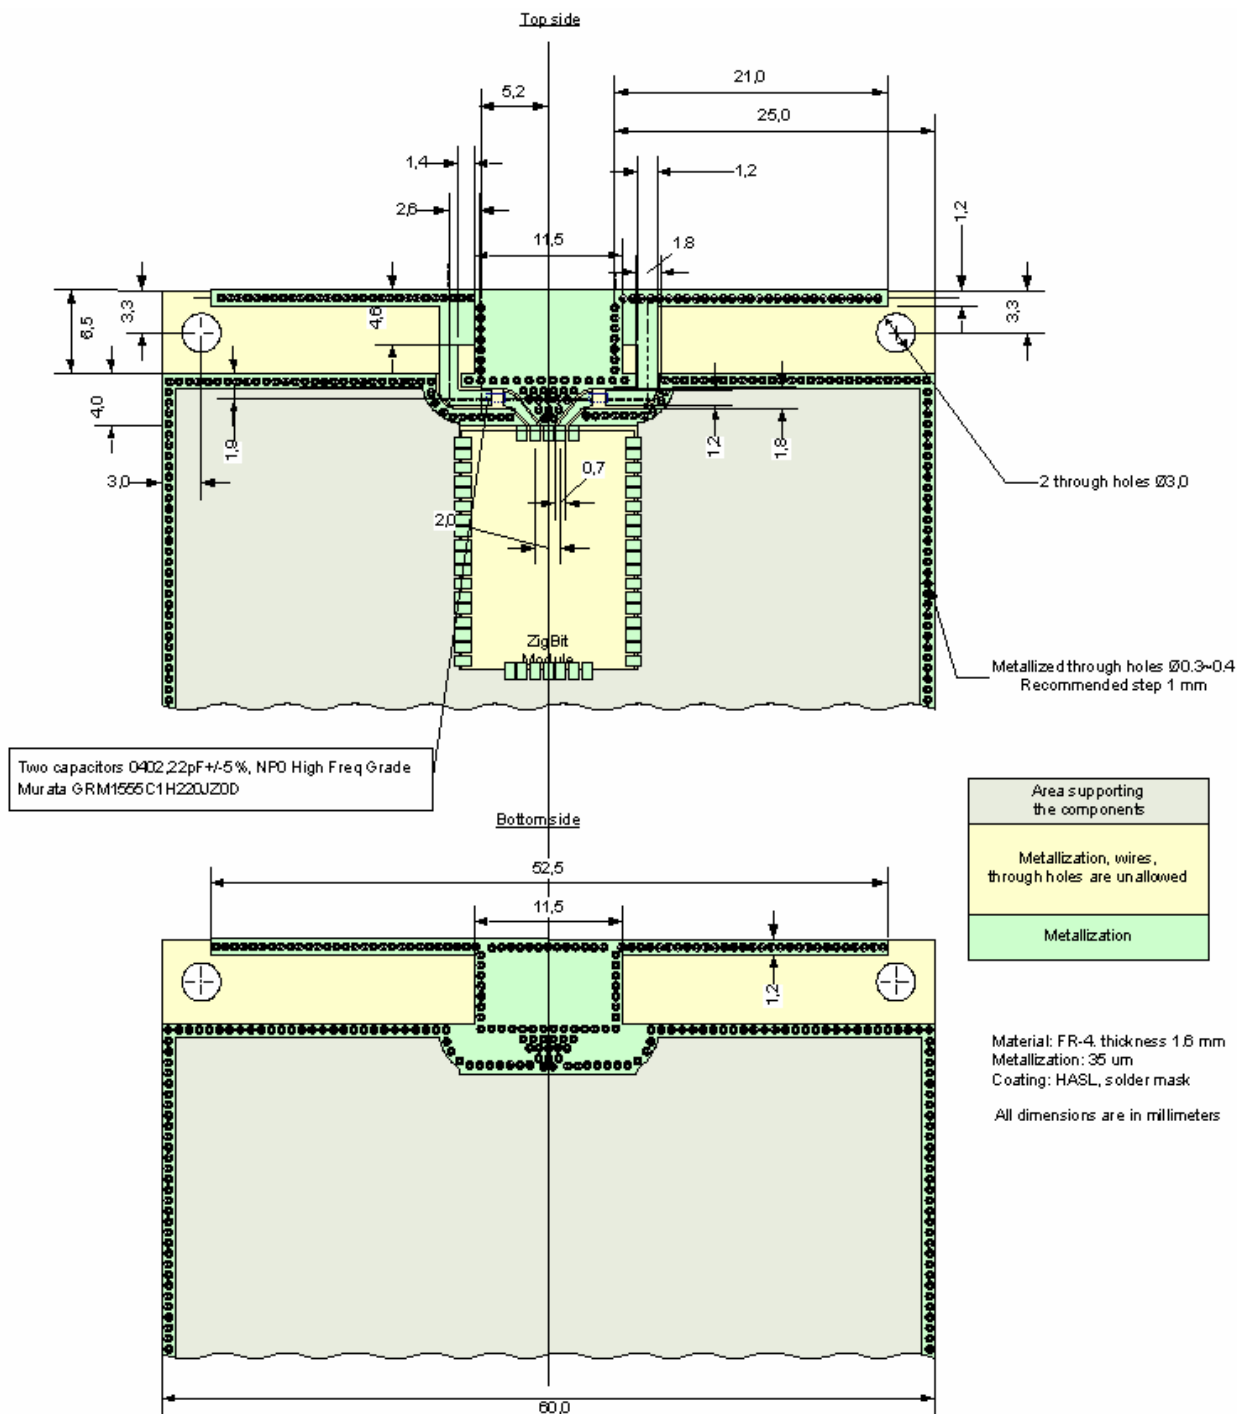 Top side
21,0
5,2
25,0
1,4
1,2
2,6
11,5
1.8
1,2
3,3
6,5
4,6
3,3
4,0
1,9
1,2
1,8
3,0
0,7
2 through holes Ø3,0
2,0
ZigBit
Module
Metallized through holes Ø0.3~0.4
Recommended step 1 mm
Two capacitors 0402,22pF+/-5%, NP0 High Freq Grade
Murata GRM1555C1H220JZ0D
Area supporting
the components
Bottom side
Metallization, wires,
through holes are unallowed
52,5
11,5
Metallization
1,2
Material: FR-4. thickness 1.6 mm
Metallization: 35 um
Coating: HASL, solder mask
All dimensions are in millimeters
60,0